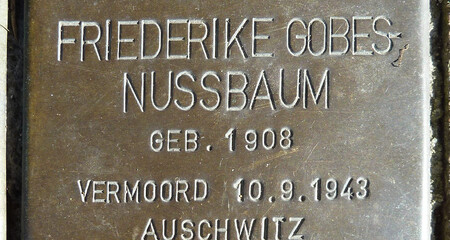 FRIEDERIKE GOBES-
NUSSBAUM
GEB. 1908
VERMOORD 10.9.1943
AUSCHWITZ